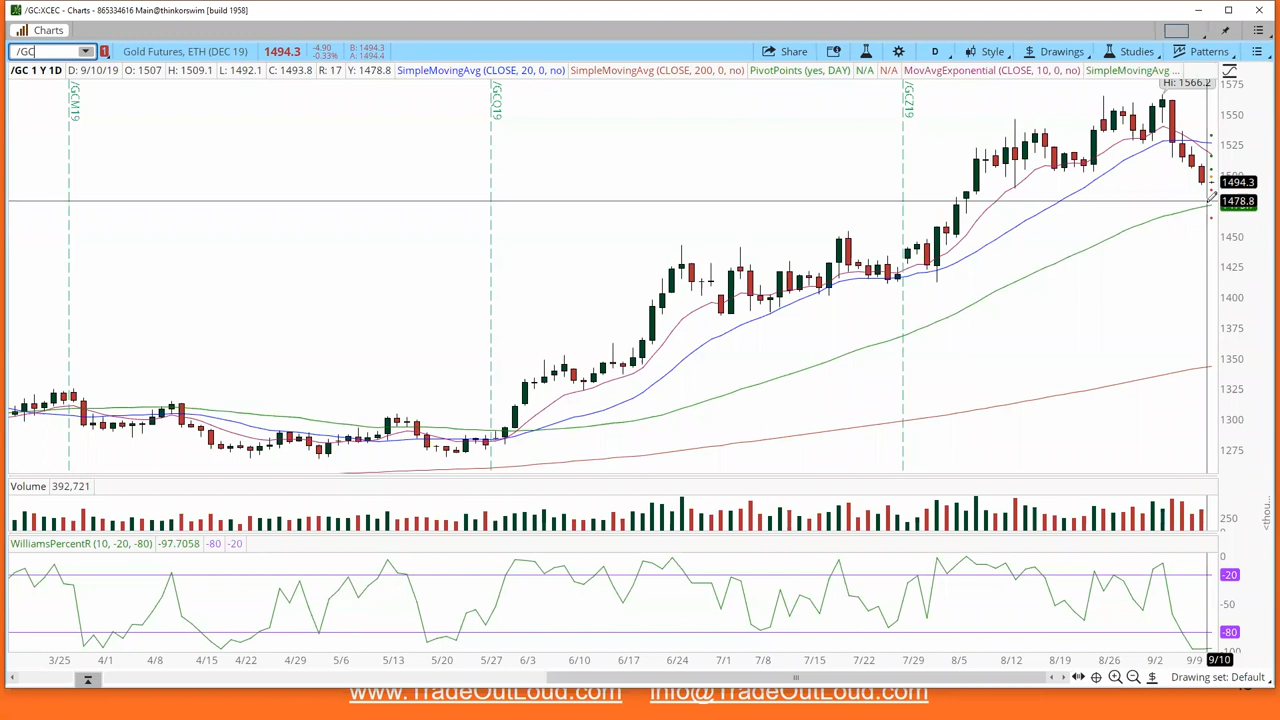 /GC:XCEC - Charts - 865334616 Main@thinkorswim [build 1958]
Charts
/GC 1 Gold Futures, ETH (DEC 19) 1494.3 -4.90 -0.33% B: 1494.3 A: 1494.4 Share D Style Drawings Studies Patterns
/GC 1 Y 1D D: 9/10/19 O: 1507 H: 1509.1 L: 1492.1 C: 1493.8 R: 17 Y: 1478.8 SimpleMovingAvg (CLOSE, 20, 0, no) SimpleMovingAvg (CLOSE, 200, 0, no) PivotPoints (yes, DAY) N/A N/A MovAvgExponential (CLOSE, 10, 0, no) SimpleMovingAvg ...
Hi: 1566.2
/GCM19 /GCQ19 /GCZ19
1575
1550
1525
1500
1494.3
1478.8
1450
1425
1400
1375
1350
1325
1300
1275
Volume 392,721
250
<thou...
WilliamsPercentR (10, -20, -80) -97.7058 -80 -20
0
-20
-50
-80
-100
3/25 4/1 4/8 4/15 4/22 4/29 5/6 5/13 5/20 5/27 6/1 6/10 6/17 6/24 7/1 7/8 7/15 7/22 7/29 8/5 8/12 8/19 8/26 9/2 9/9 9/10
Drawing set: Default
www.TradeOutLoud.com info@TradeOutLoud.com